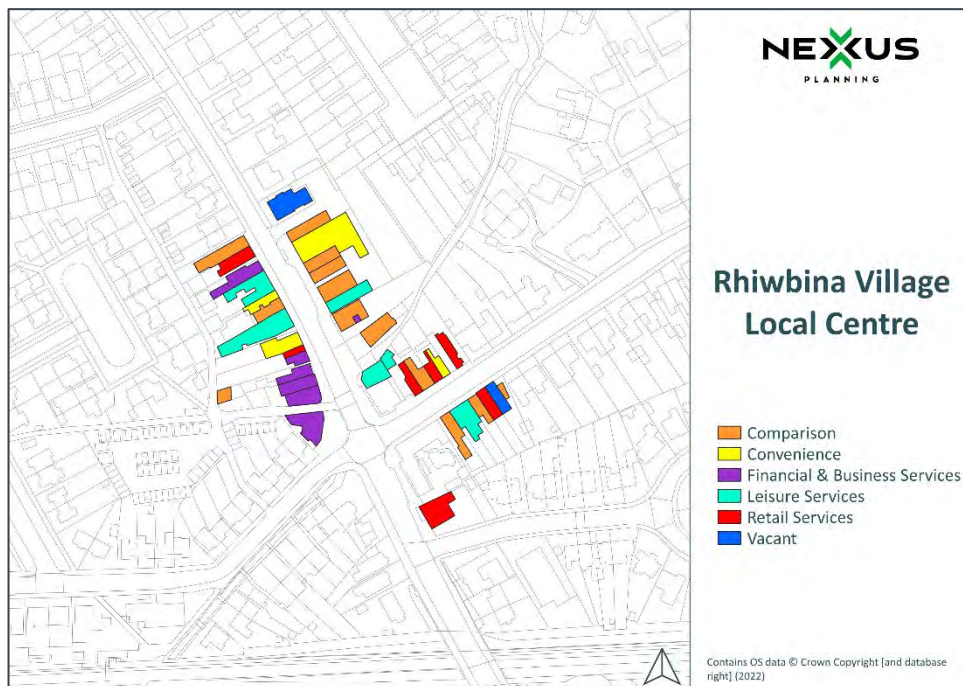 NEXUS
PLANNING
Rhiwbina Village
Local Centre
Comparison
Convenience
Financial & Business Services
Leisure Services
Retail Services
Vacant
Contains OS data © Crown Copyright [and database
right] (2022)